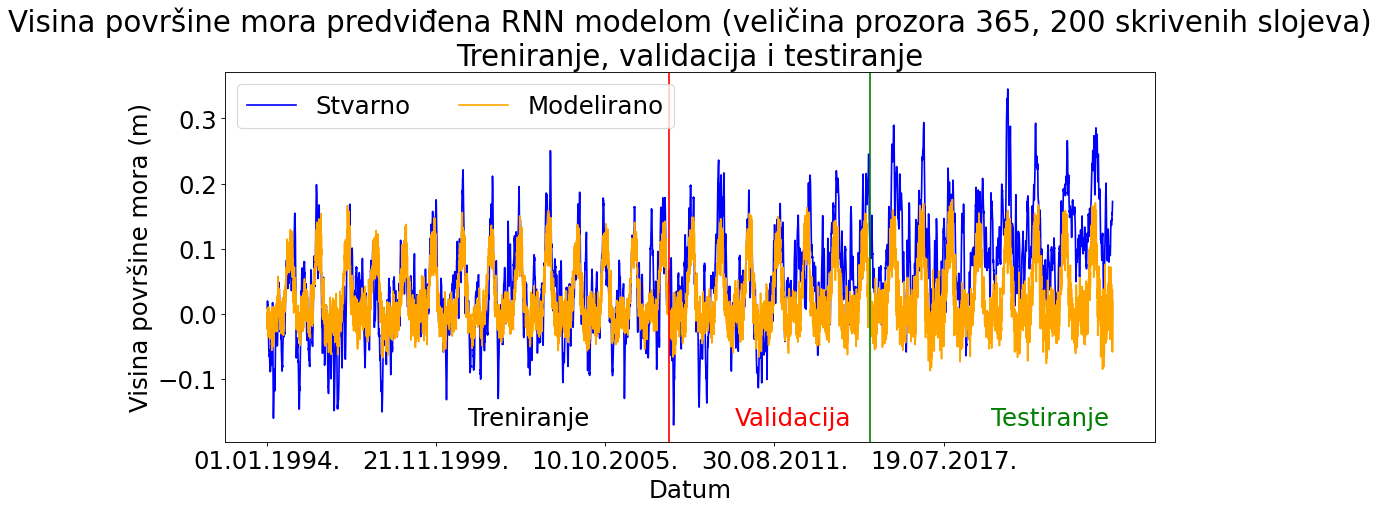 Visina površine mora predviđena RNN modelom (veličina prozora 365, 200 skrivenih slojeva)
Treniranje, validacija i testiranje
Stvarno
Modelirano
Visina površine mora (m)
0.3
0.2
0.1
0.0
−0.1
Treniranje
Validacija
Testiranje
01.01.1994.
21.11.1999.
10.10.2005.
30.08.2011.
19.07.2017.
Datum